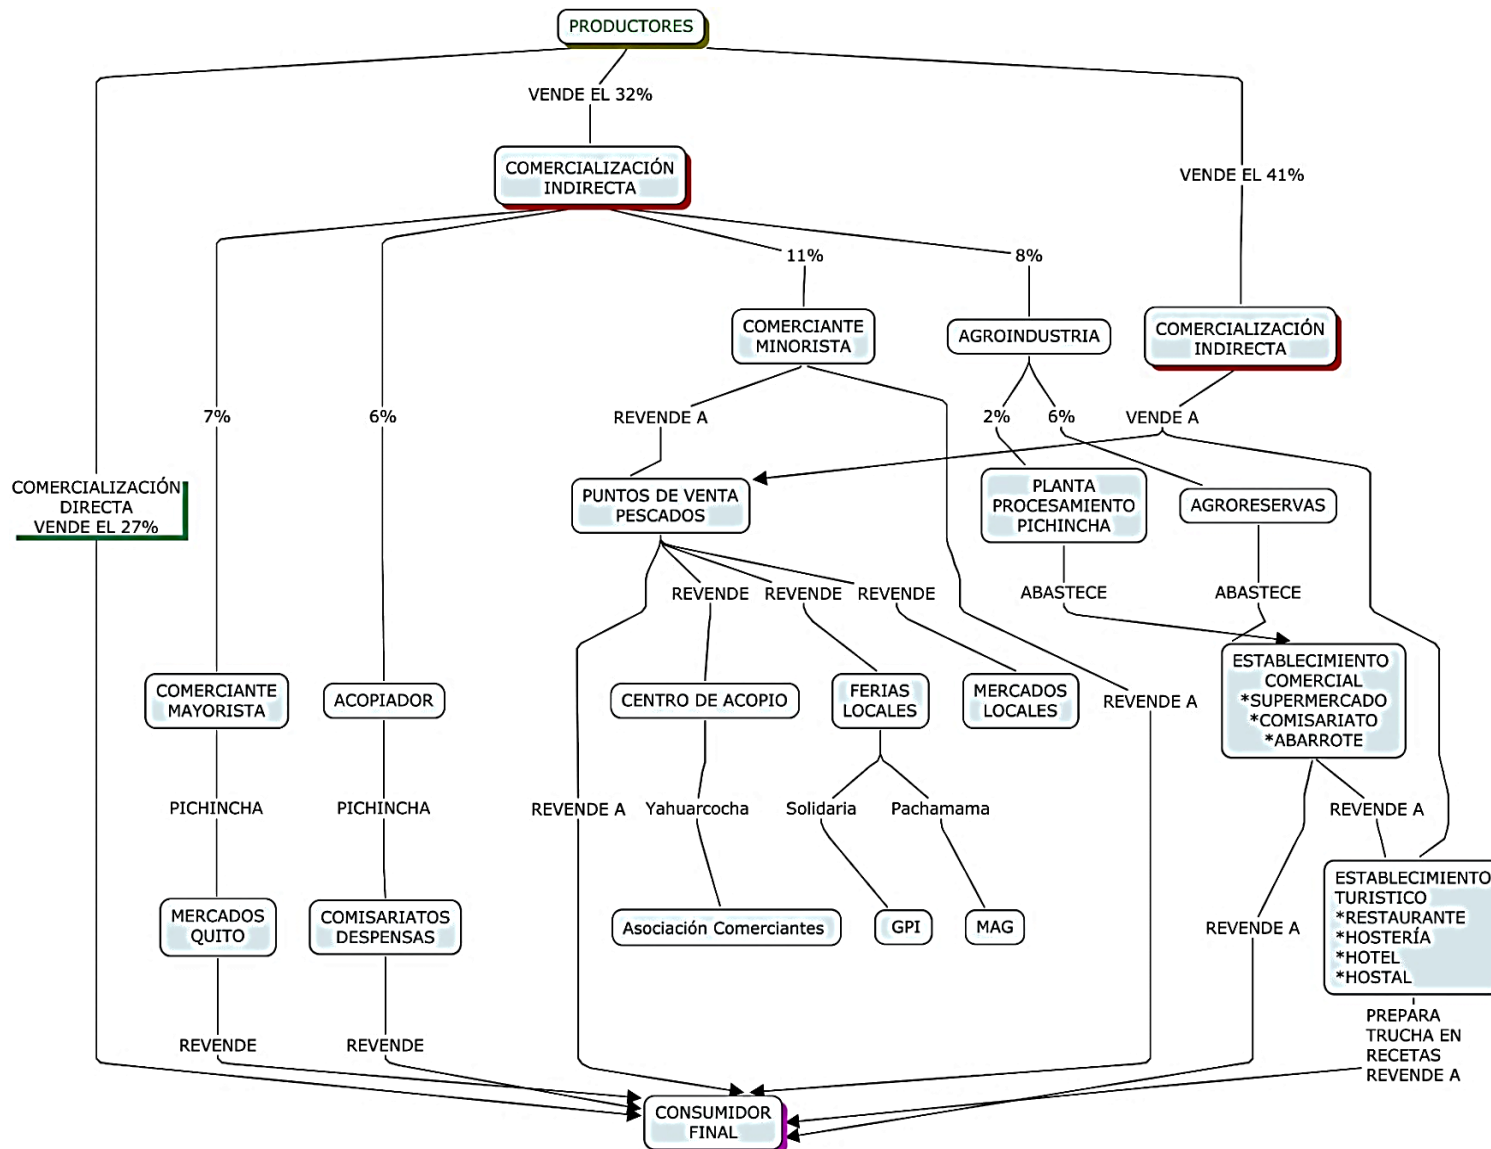 PRODUCTORES
VENDE EL 32%
COMERCIALIZACIÓN
INDIRECTA
VENDE EL 41%
11%
8%
COMERCIANTE
MINORISTA
AGROINDUSTRIA
COMERCIALIZACIÓN
INDIRECTA
7%
6%
REVENDE A
2%
6%
VENDE A
COMERCIALIZACIÓN
DIRECTA
VENDE EL 27%
PUNTOS DE VENTA
PESCADOS
PLANTA
PROCESAMIENTO
PICHINCHA
AGRORESERVAS
REVENDE
REVENDE
REVENDE
ABASTECE
ABASTECE
COMERCIANTE
MAYORISTA
ACOPIADOR
CENTRO DE ACOPIO
FERIAS
LOCALES
MERCADOS
LOCALES
REVENDE A
ESTABLECIMIENTO
COMERCIAL
*SUPERMERCADO
*COMISARIATO
*ABARROTE
PICHINCHA
PICHINCHA
REVENDE A
Yahuarcocha
Solidaria
Pachamama
REVENDE A
MERCADOS
QUITO
COMISARIATOS
DESPENSAS
Asociación Comerciantes
GPI
MAG
REVENDE A
ESTABLECIMIENTO
TURISTICO
*RESTAURANTE
*HOSTERÍA
*HOTEL
*HOSTAL
REVENDE
REVENDE
PREPARA
TRUCHA EN
RECETAS
REVENDE A
CONSUMIDOR
FINAL